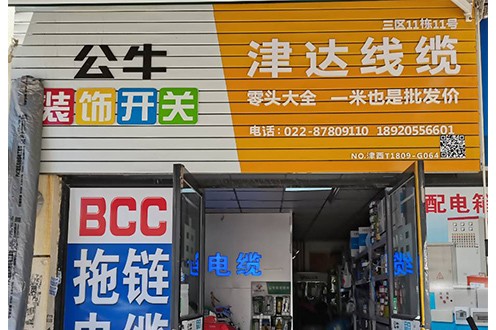 三区11栋11号
公牛
装饰开关
津达线缆
零头大全 一米也是批发价
电话:022-87809110 18920556601
NO.津西T1809-G064
BCC
拖链
电缆
电缆
配电箱